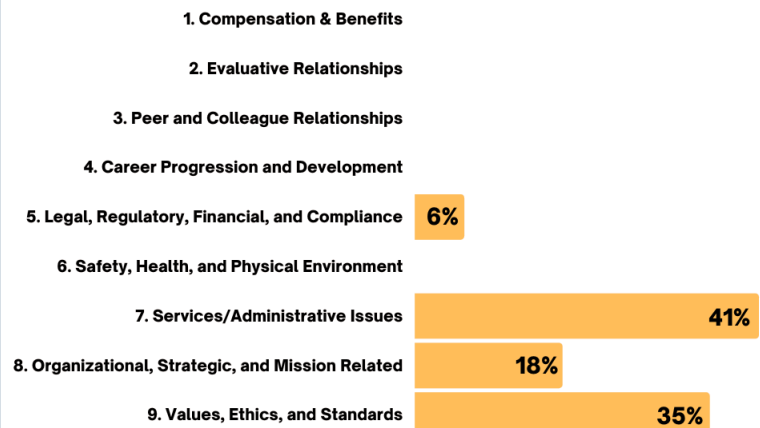 1. Compensation & Benefits
2. Evaluative Relationships
3. Peer and Colleague Relationships
4. Career Progression and Development
5. Legal, Regulatory, Financial, and Compliance 6%
6. Safety, Health, and Physical Environment
7. Services/Administrative Issues 41%
8. Organizational, Strategic, and Mission Related 18%
9. Values, Ethics, and Standards 35%